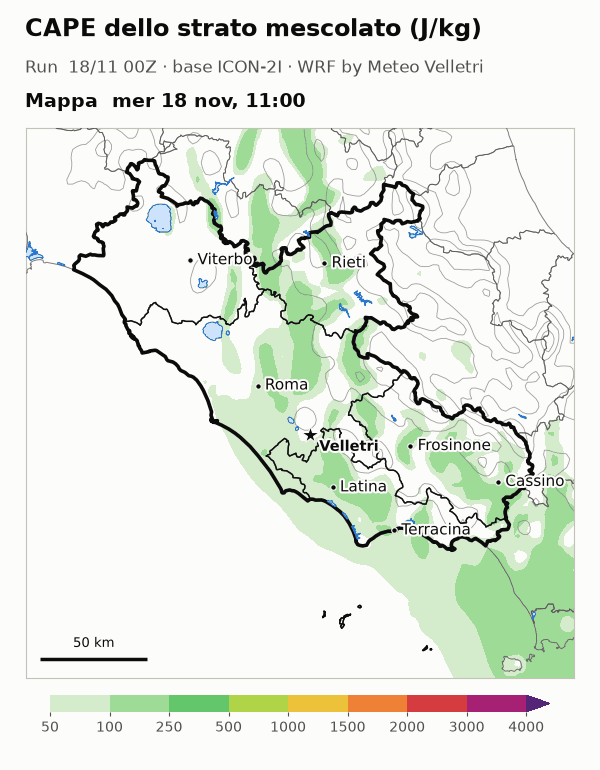 CAPE dello strato mescolato (J/kg)
Run  18/11 00Z · base ICON-2I · WRF by Meteo Velletri
Mappa  mer 18 nov, 11:00
Viterbo
Rieti
Roma
Velletri
Frosinone
Cassino
Latina
Terracina
50 km
50 100 250 500 1000 1500 2000 3000 4000